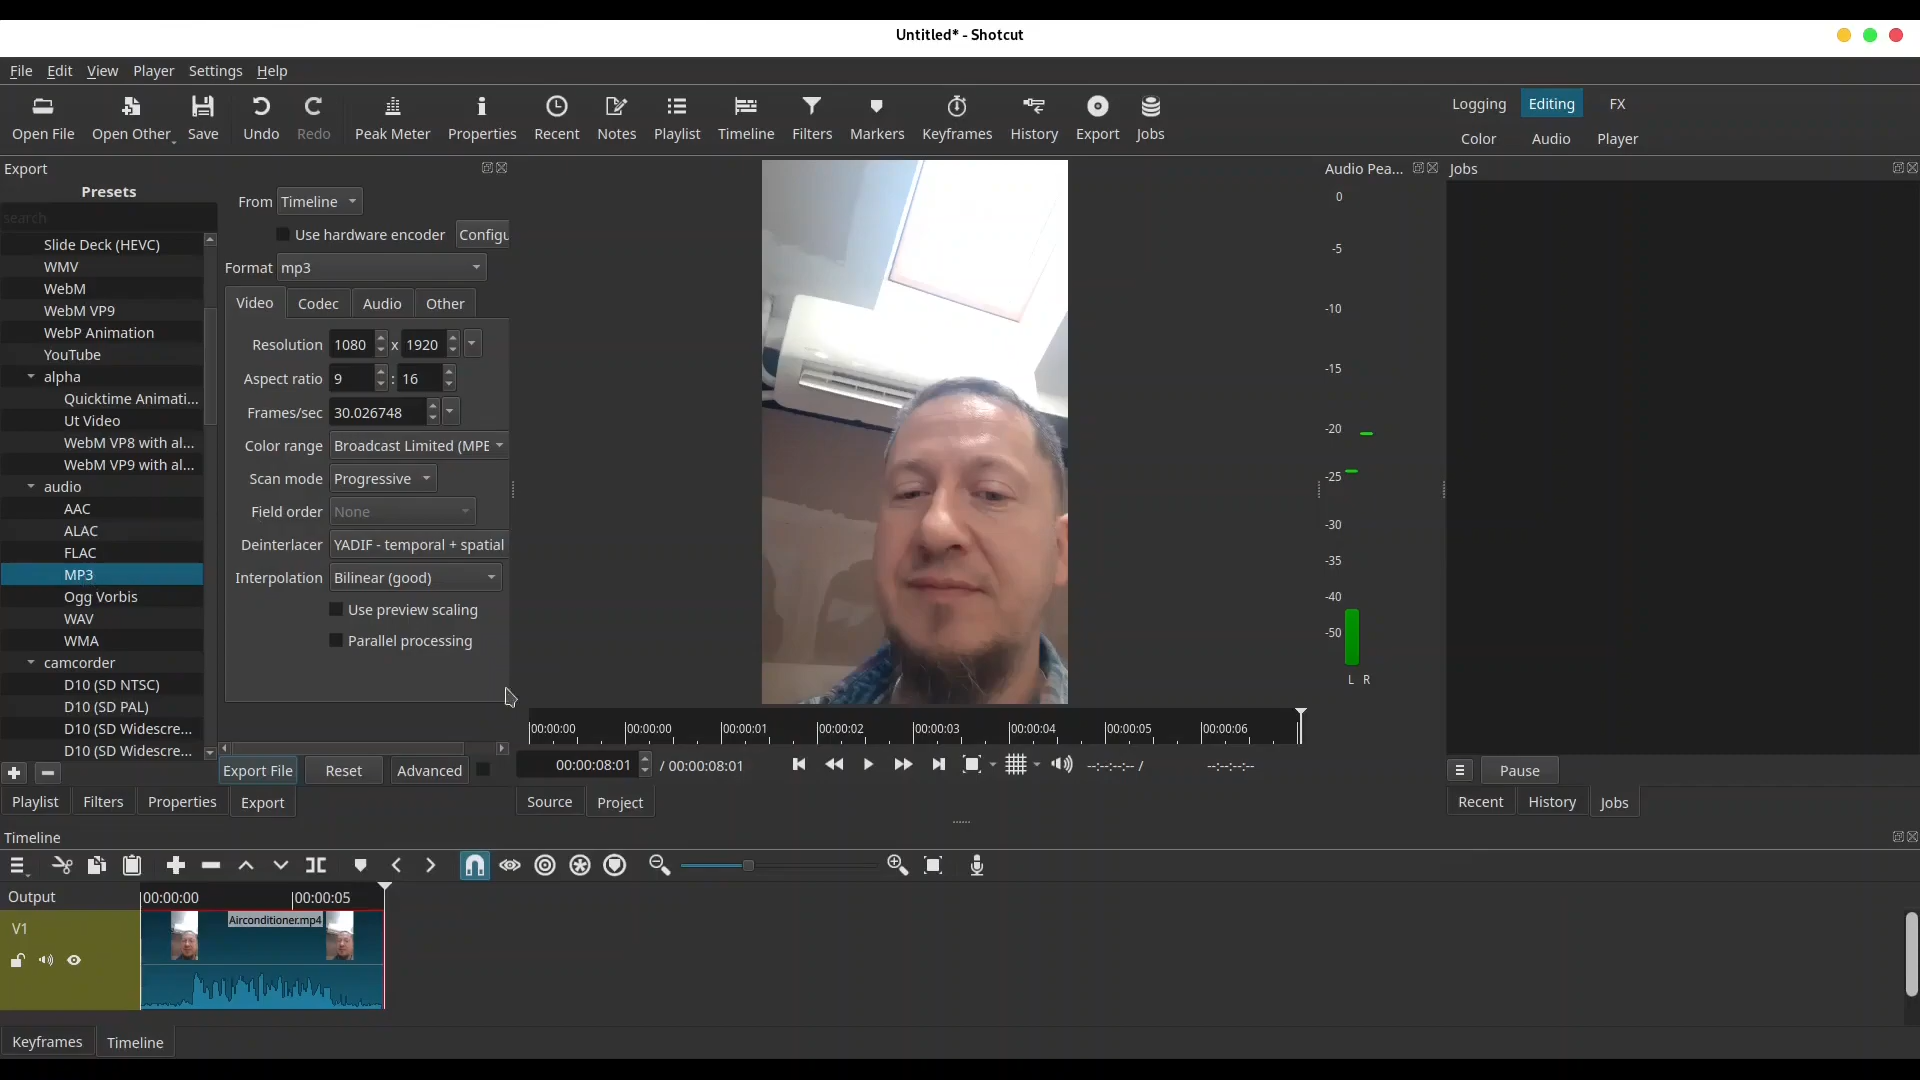 Untitled* - Shotcut
File Edit View Player Settings Help
Open File Open Other Save Undo Redo Peak Meter Properties Recent Notes Playlist Timeline Filters Markers Keyframes History Export Jobs
Logging Editing FX
Color Audio Player
Export
Presets
search
Slide Deck (HEVC)
WMV
WebM
WebM VP9
WebP Animation
YouTube
alpha
Quicktime Animati...
Ut Video
WebM VP8 with al...
WebM VP9 with al...
audio
AAC
ALAC
FLAC
MP3
Ogg Vorbis
WAV
WMA
camcorder
D10 (SD NTSC)
D10 (SD PAL)
D10 (SD Widescre...
D10 (SD Widescre...
From Timeline
Use hardware encoder Configu
Format mp3
Video Codec Audio Other
Resolution 1080 x 1920
Aspect ratio 9 : 16
Frames/sec 30.026748
Color range Broadcast Limited (MPE
Scan mode Progressive
Field order None
Deinterlacer YADIF - temporal + spatial
Interpolation Bilinear (good)
Use preview scaling
Parallel processing
Export File Reset Advanced
Playlist Filters Properties Export
00:00:00 00:00:00 00:00:01 00:00:02 00:00:03 00:00:04 00:00:05 00:00:06
00:00:08:01 / 00:00:08:01 --:--:--:-- / --:--:--:--
Source Project
Audio Pea...
0
-5
-10
-15
-20
-25
-30
-35
-40
-50
L R
Jobs
Pause
Recent History Jobs
Timeline
Output 00:00:00 00:00:05
V1 Airconditioner.mp4
Keyframes Timeline